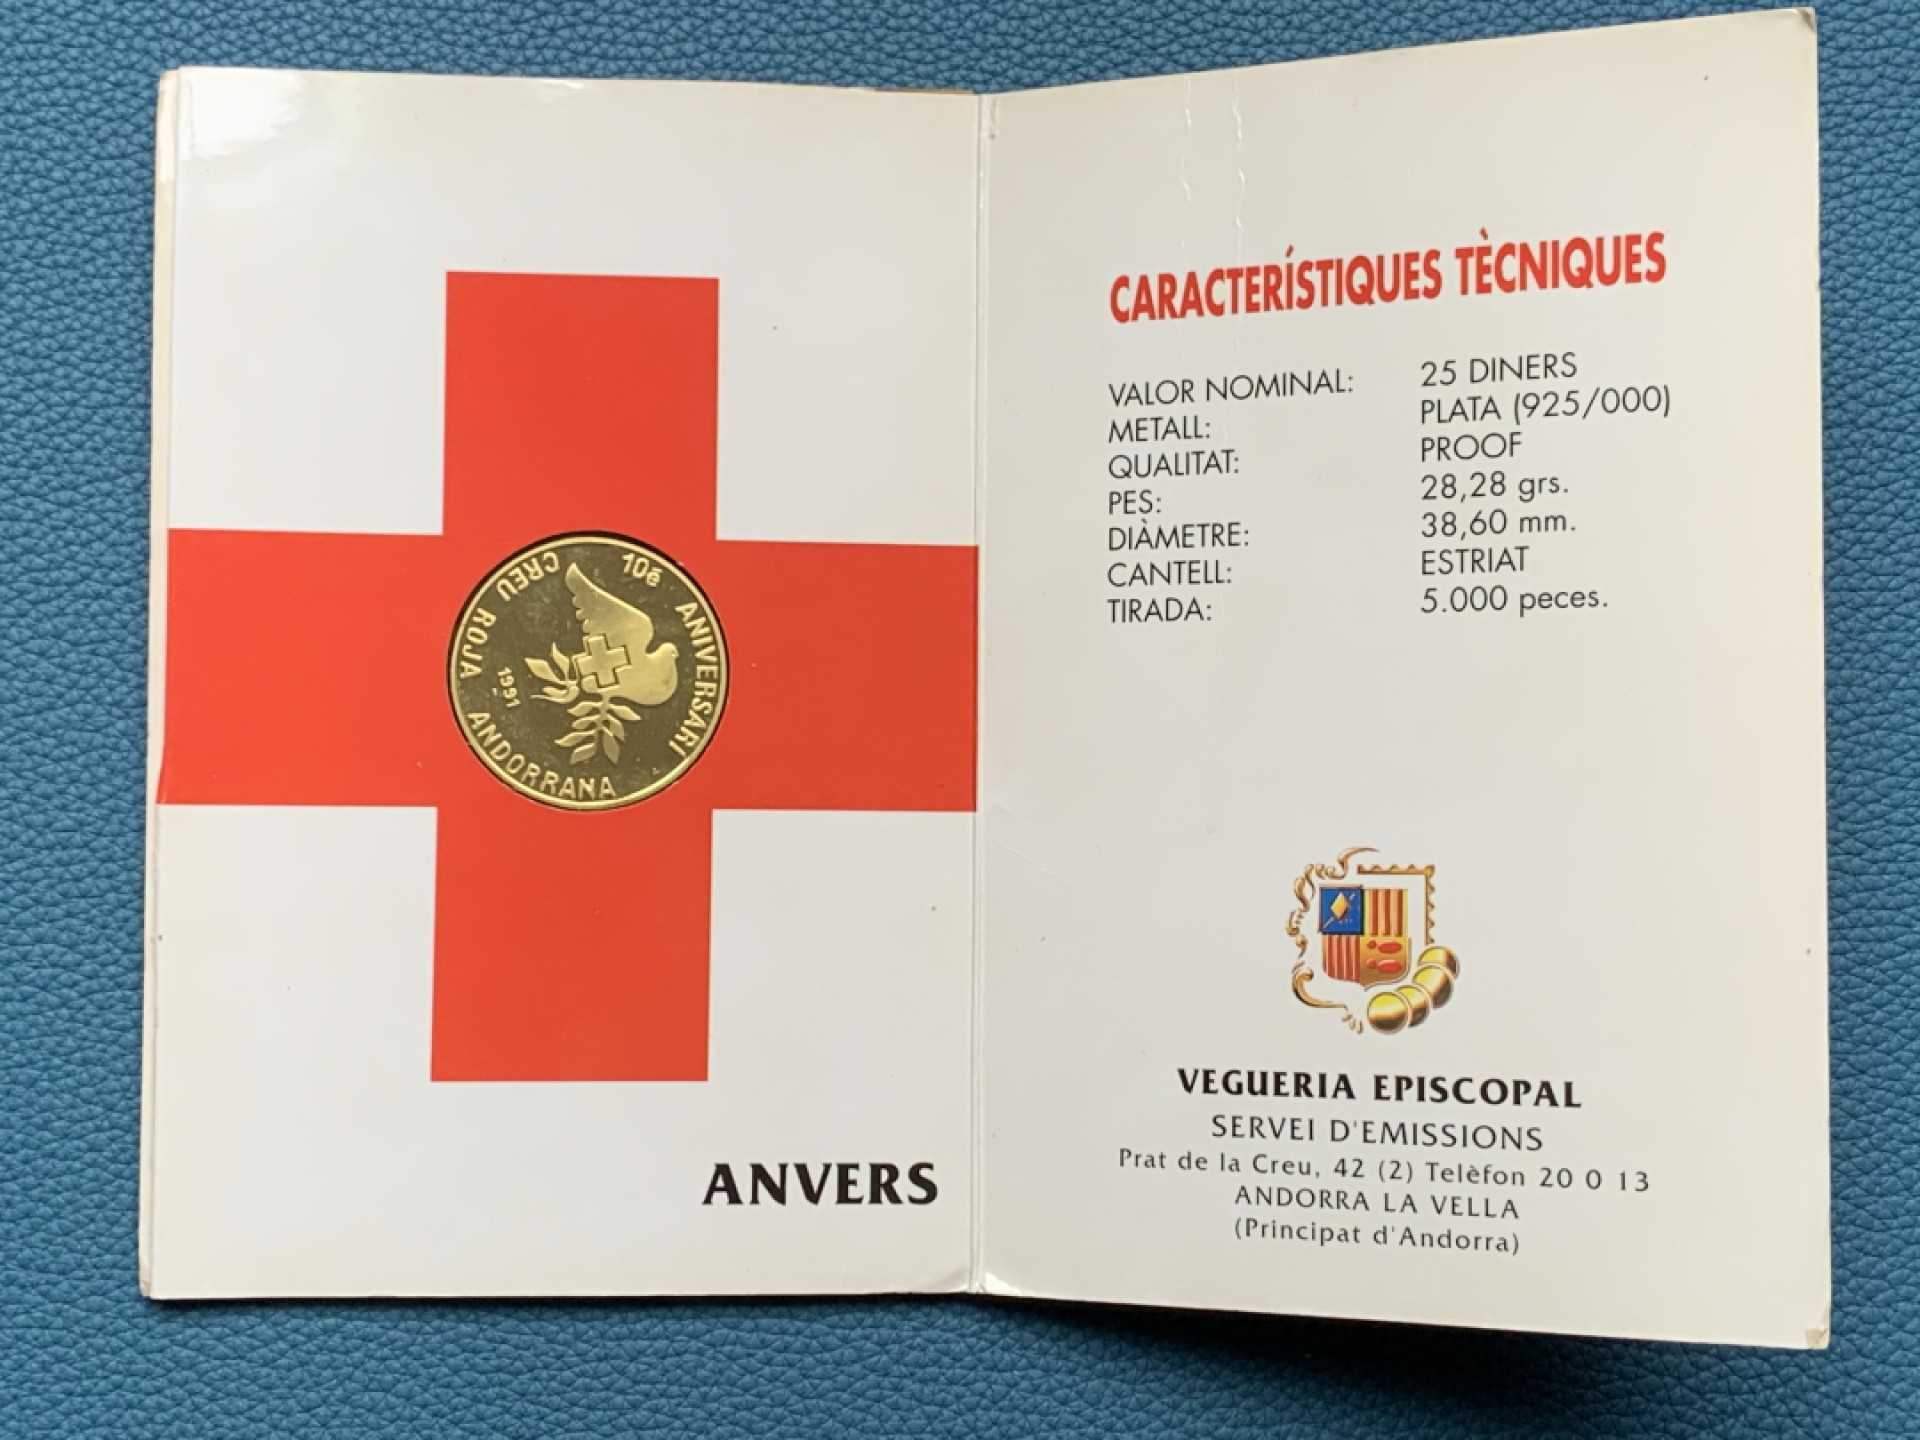 10è ANIVERSARI
CREU ROJA ANDORRANA
1991
ANVERS
CARACTERÍSTIQUES TÈCNIQUES
VALOR NOMINAL: 25 DINERS
METALL: PLATA (925/000)
QUALITAT: PROOF
PES: 28,28 grs.
DIÀMETRE: 38,60 mm.
CANTELL: ESTRIAT
TIRADA: 5.000 peces.
VEGUERIA EPISCOPAL
SERVEI D'EMISSIONS
Prat de la Creu, 42 (2) Telèfon 20 0 13
ANDORRA LA VELLA
(Principat d'Andorra)